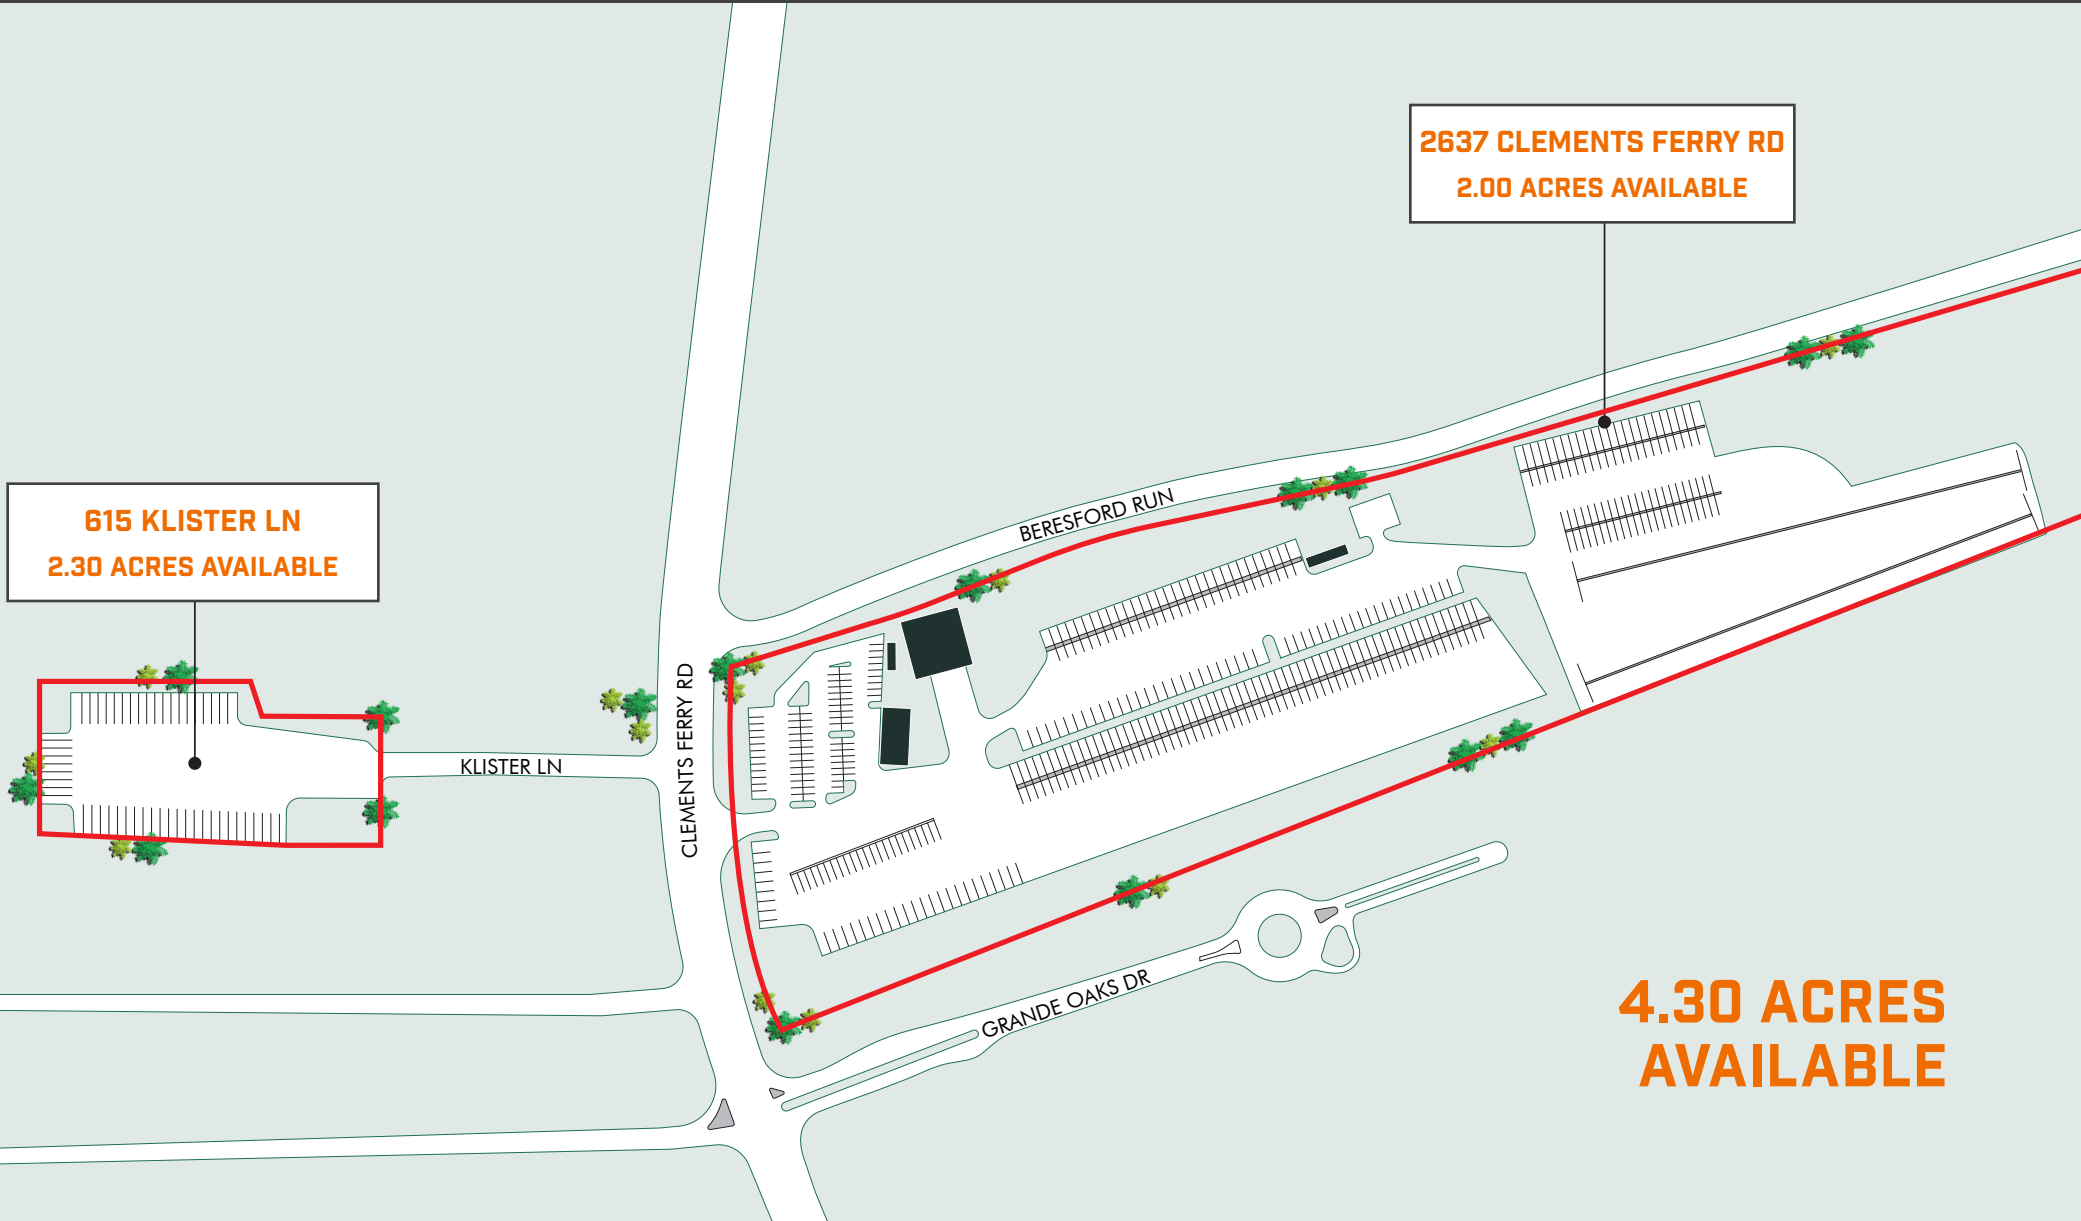 2637 CLEMENTS FERRY RD
2.00 ACRES AVAILABLE
615 KLISTER LN
2.30 ACRES AVAILABLE
BERESFORD RUN
KLISTER LN
CLEMENTS FERRY RD
GRANDE OAKS DR
4.30 ACRES
AVAILABLE